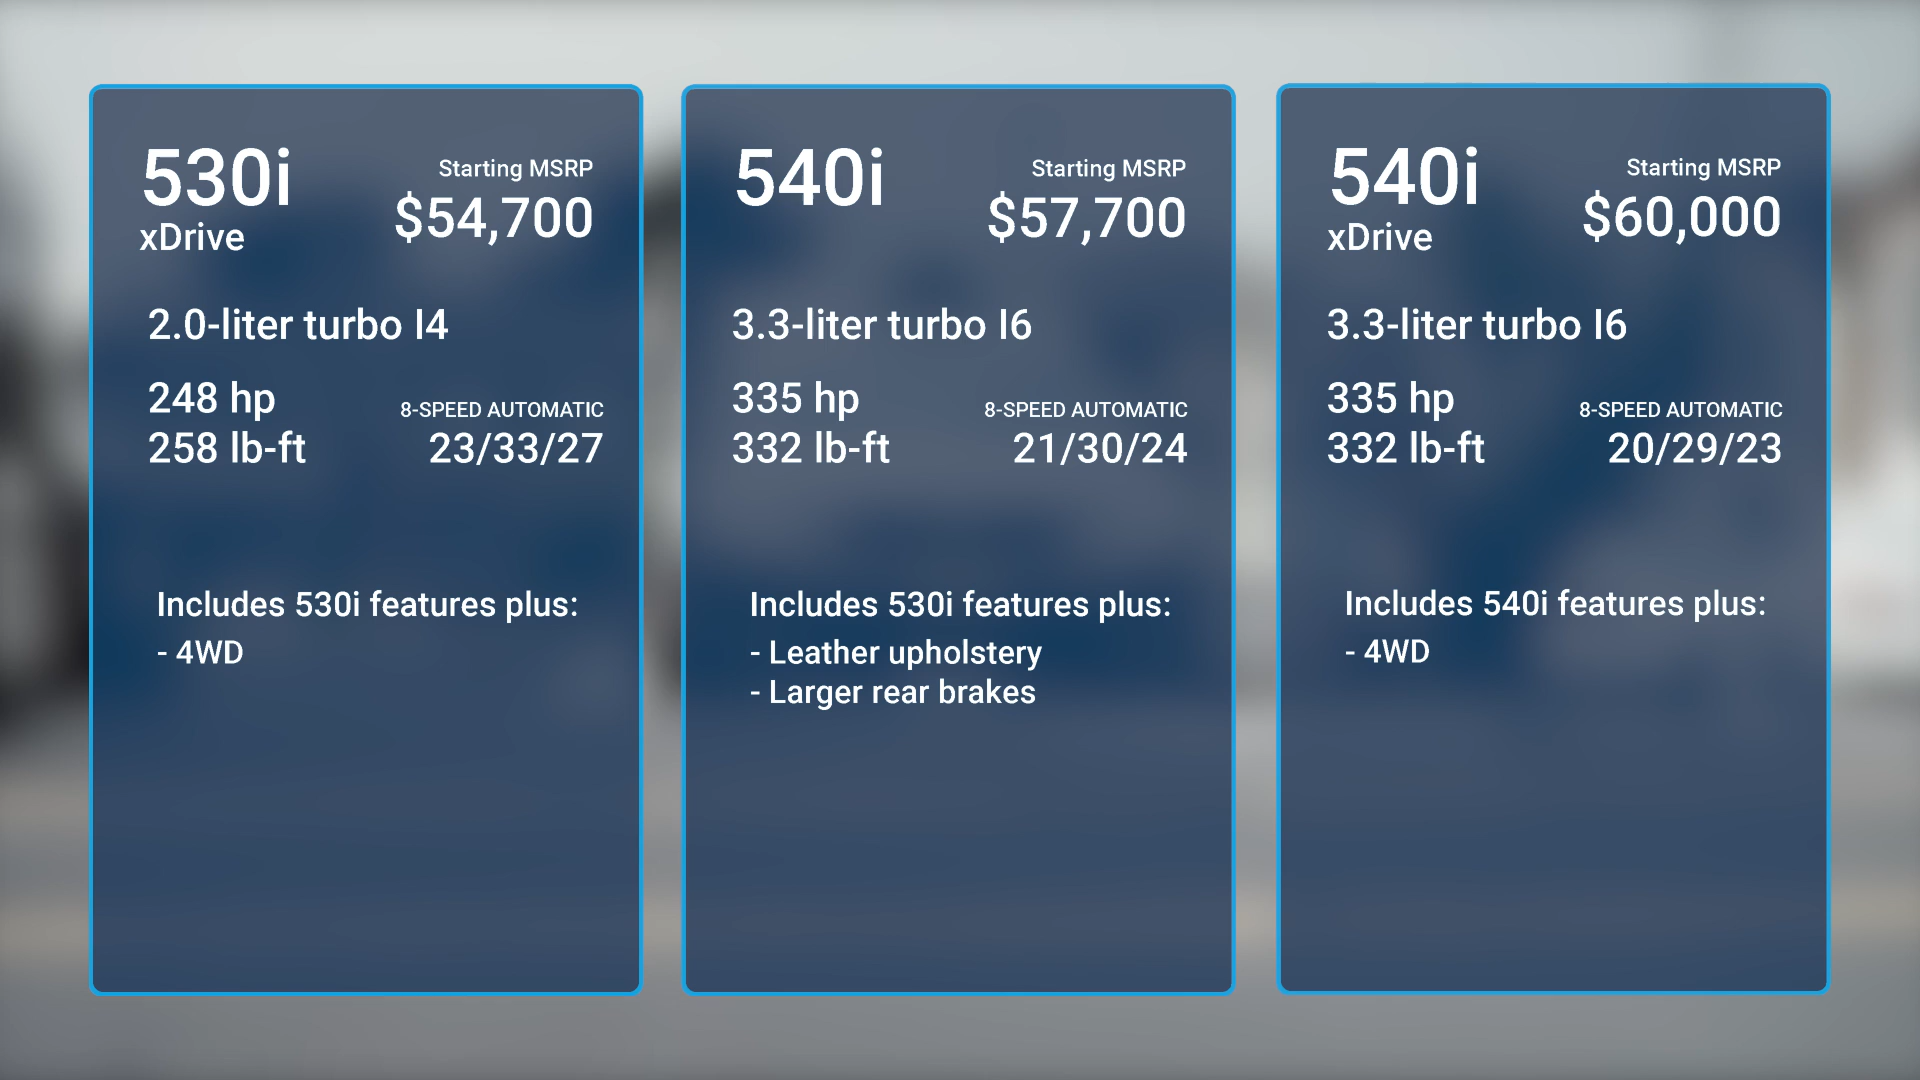 530i
xDrive
Starting MSRP
$54,700
2.0-liter turbo I4
248 hp
258 lb-ft
8-SPEED AUTOMATIC
23/33/27
Includes 530i features plus:
- 4WD
540i
Starting MSRP
$57,700
3.3-liter turbo I6
335 hp
332 lb-ft
8-SPEED AUTOMATIC
21/30/24
Includes 530i features plus:
- Leather upholstery
- Larger rear brakes
540i
xDrive
Starting MSRP
$60,000
3.3-liter turbo I6
335 hp
332 lb-ft
8-SPEED AUTOMATIC
20/29/23
Includes 540i features plus:
- 4WD